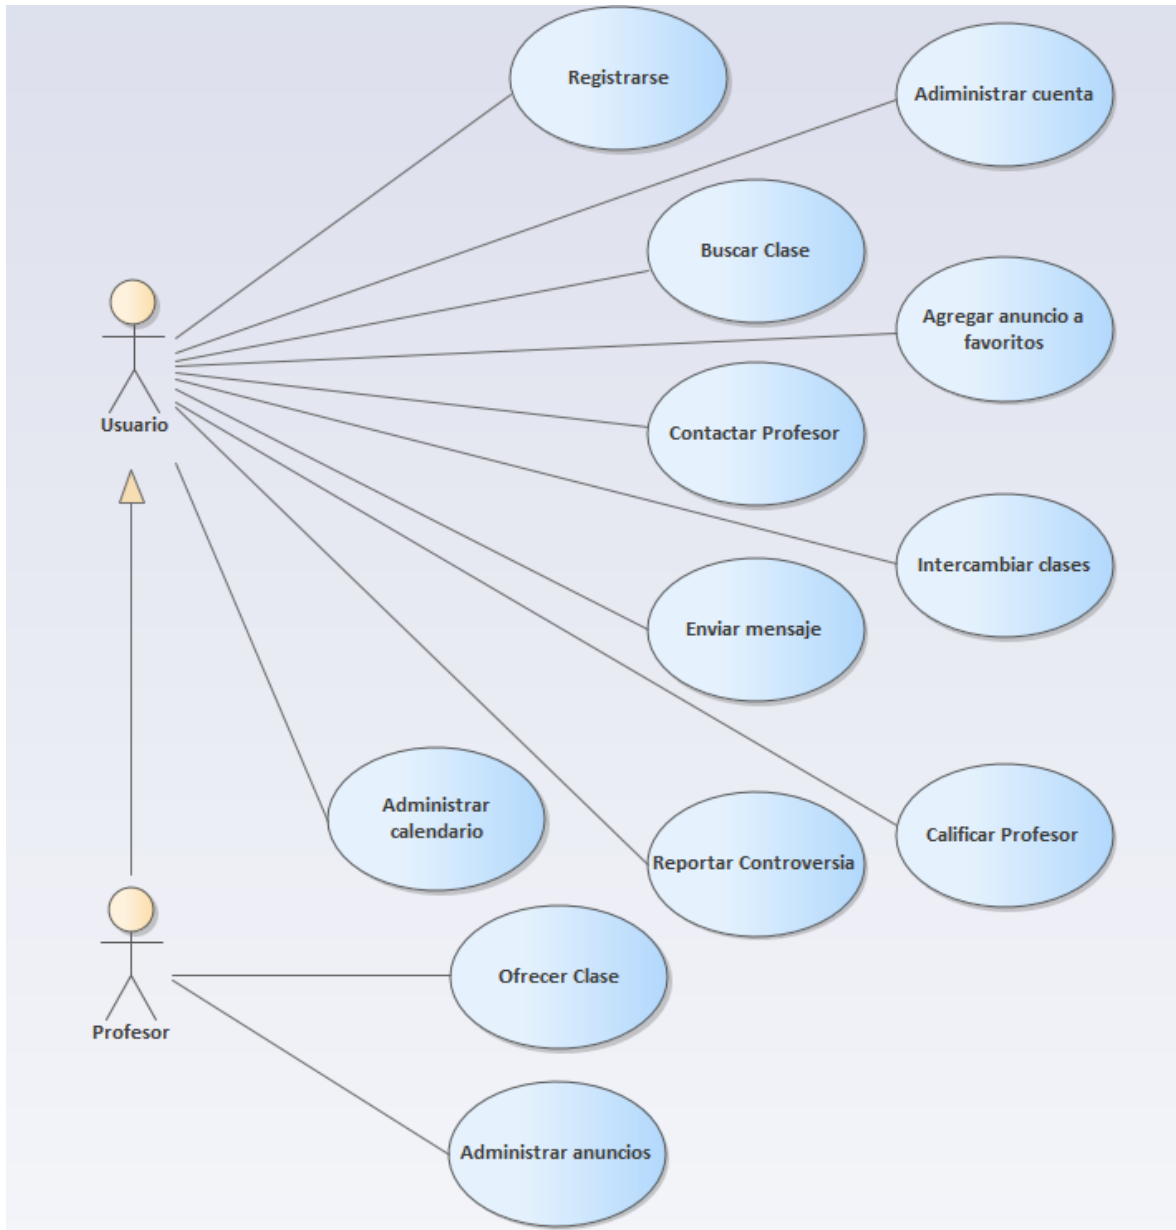 Registrarse
Adiministrar cuenta
Buscar Clase
Agregar anuncio a
favoritos
Usuario
Contactar Profesor
Intercambiar clases
Enviar mensaje
Administrar
calendario
Reportar Controversia
Calificar Profesor
Ofrecer Clase
Profesor
Administrar anuncios